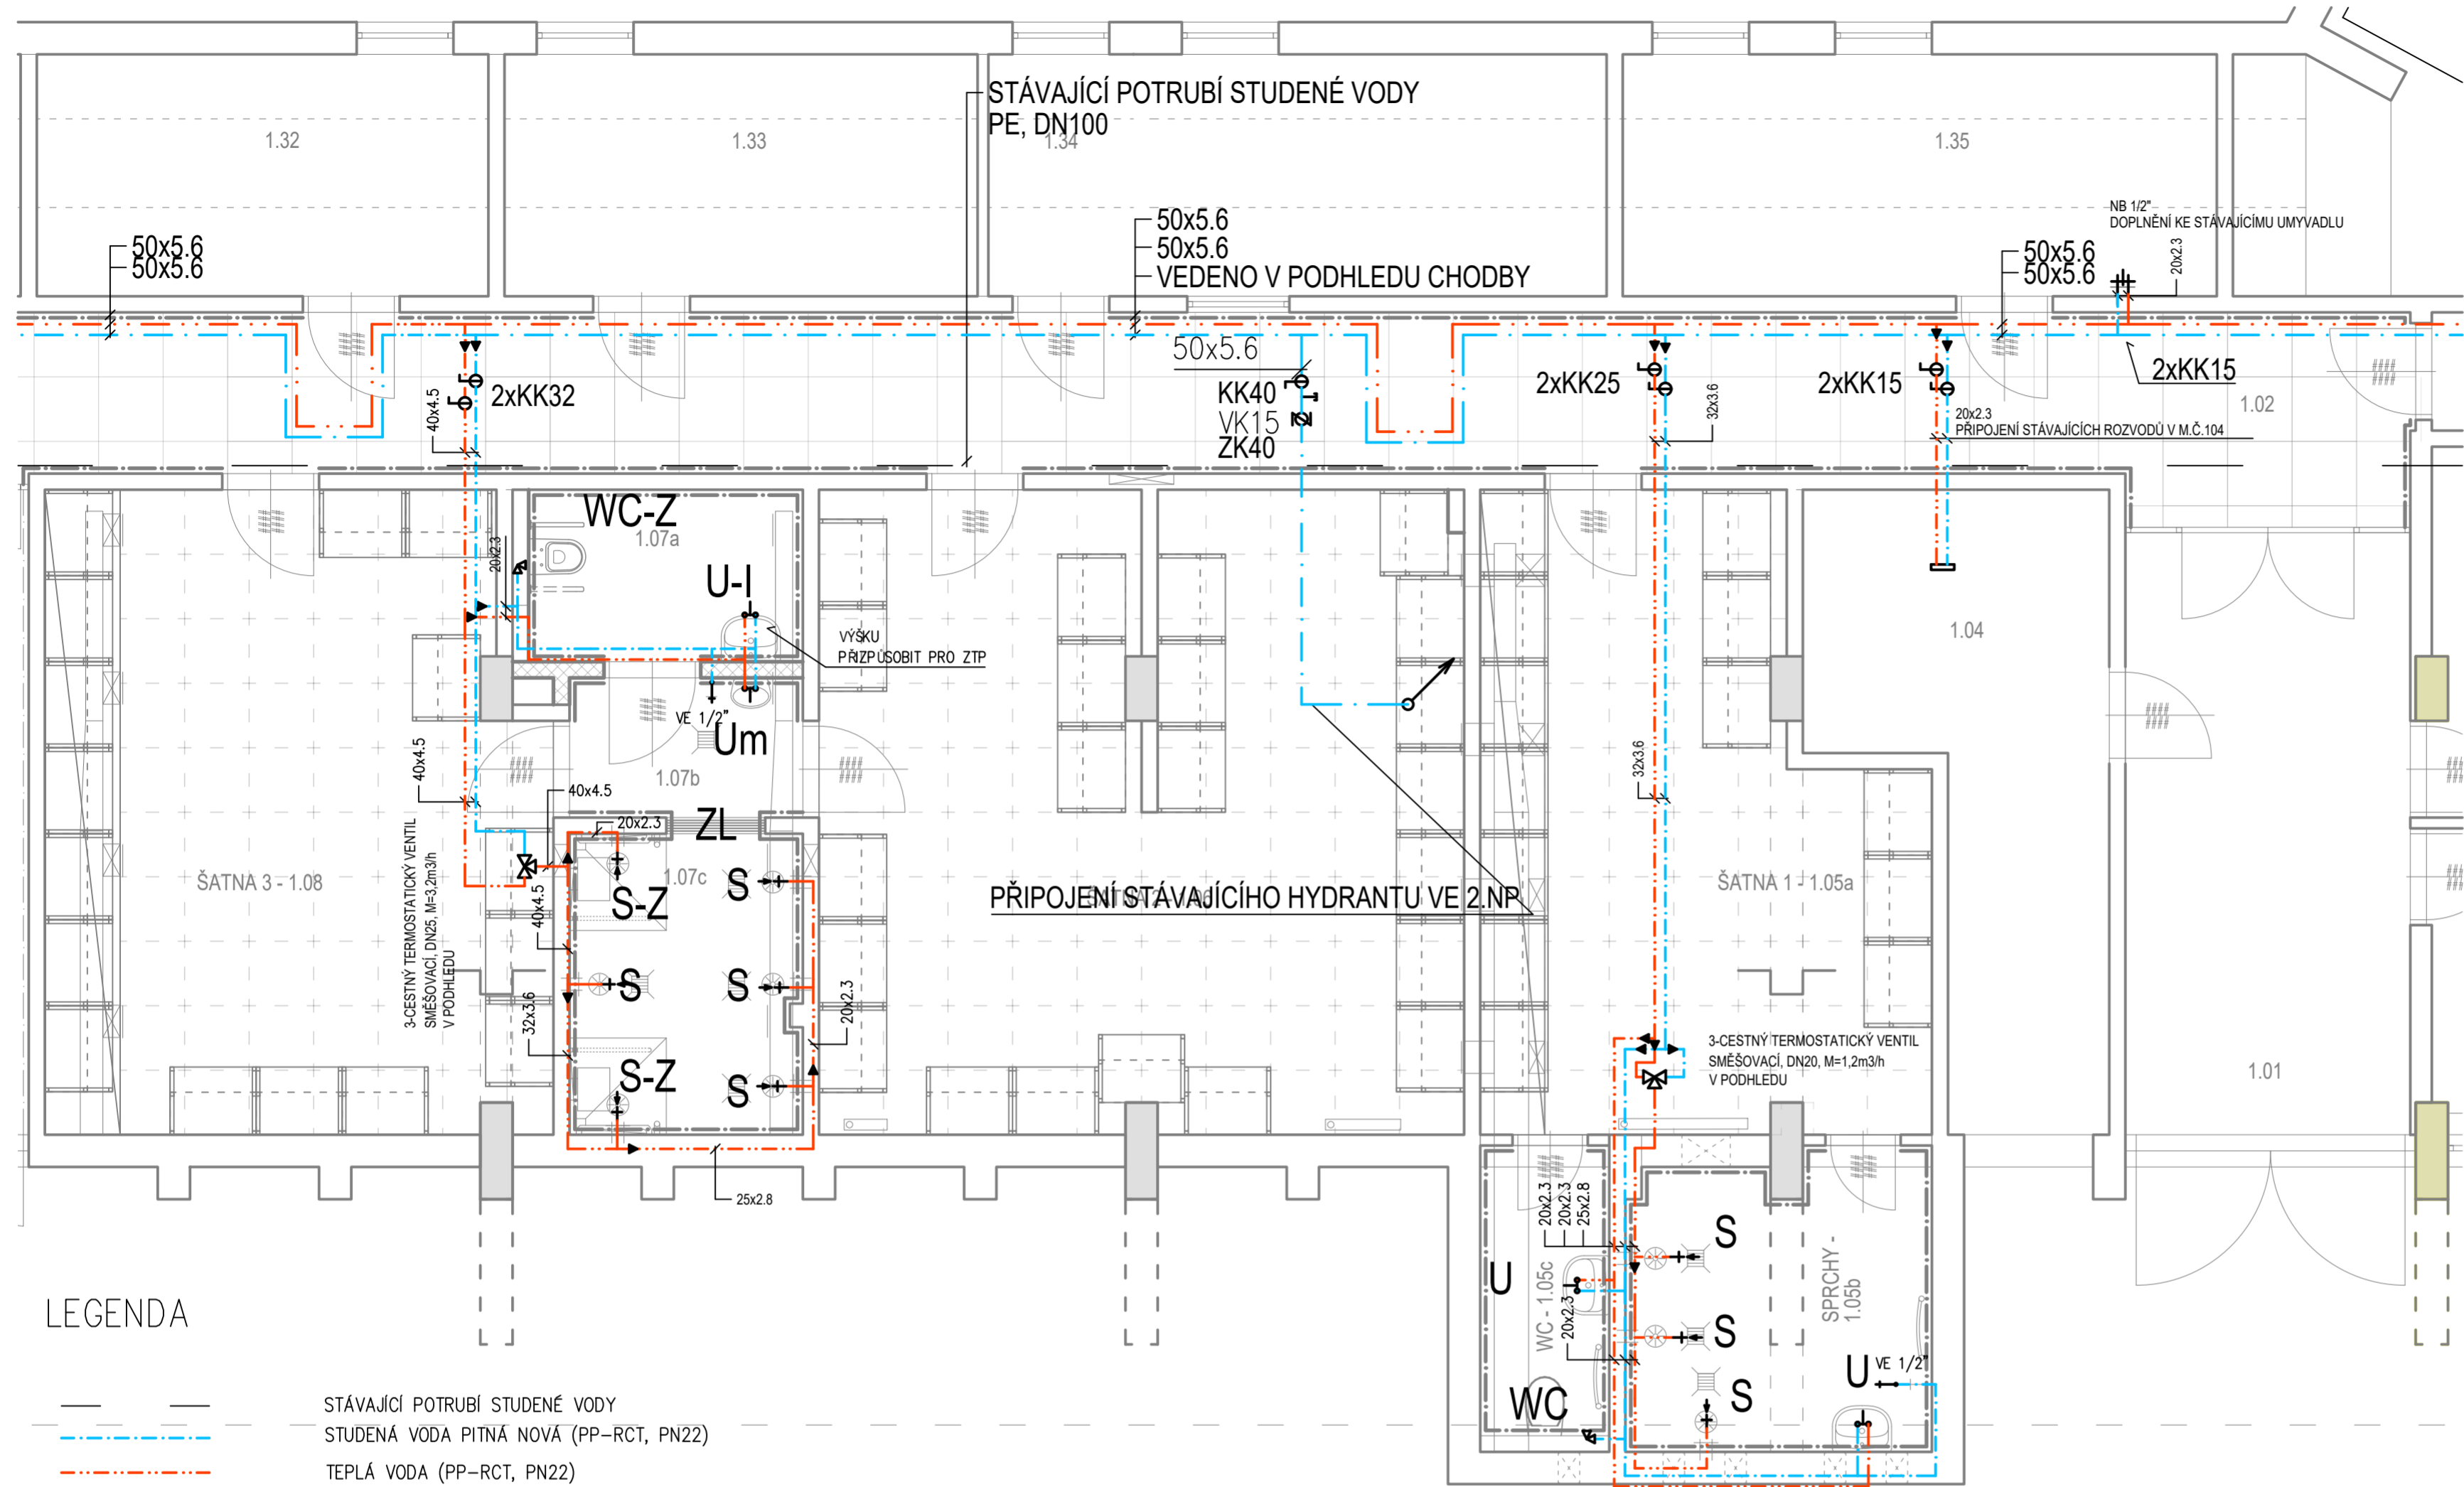 STÁVAJÍCÍ POTRUBÍ STUDENÉ VODY
PE, DN100
1.32
1.33
1.34
1.35
NB 1/2"
DOPLNĚNÍ KE STÁVAJÍCÍMU UMYVADLU
20x2.3
50x5.6
50x5.6
50x5.6
50x5.6
VEDENO V PODHLEDU CHODBY
50x5.6
50x5.6
50x5.6
2xKK32
40x4.5
KK40
VK15
ZK40
2xKK25
32x3.6
2xKK15
2xKK15
1.02
20x2.3
PŘIPOJENÍ STÁVAJÍCÍCH ROZVODŮ V M.Č.104
WC-Z
1.07a
20x2.3
U-I
VÝŠKU
PŘIZPŮSOBIT PRO ZTP
1.04
VE 1/2"
Um
1.07b
40x4.5
40x4.5
32x3.6
20x2.3
ZL
3-CESTNÝ TERMOSTATICKÝ VENTIL
SMĚŠOVACÍ, DN25, M=3,2m3/h
V PODHLEDU
ŠATNA 3 - 1.08
1.07c
S
S-Z
40x4.5
PŘIPOJENÍ STÁVAJÍCÍHO HYDRANTU VE 2.NP
ŠATNA 2 - 1.06
ŠATNA 1 - 1.05a
S
S
32x3.6
20x2.3
S-Z
S
3-CESTNÝ TERMOSTATICKÝ VENTIL
SMĚŠOVACÍ, DN20, M=1,2m3/h
V PODHLEDU
1.01
25x2.8
20x2.3
20x2.3
25x2.8
S
U
WC - 1.05c
20x2.3
SPRCHY -
1.05b
S
U
VE 1/2"
S
WC
LEGENDA
STÁVAJÍCÍ POTRUBÍ STUDENÉ VODY
STUDENÁ VODA PITNÁ NOVÁ (PP-RCT, PN22)
TEPLÁ VODA (PP-RCT, PN22)